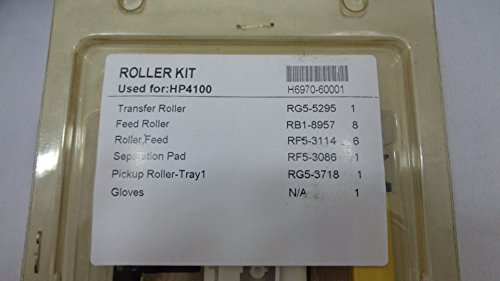 ROLLER KIT
Used for:HP4100 H6970-60001
Transfer Roller RG5-5295 1
Feed Roller RB1-8957 8
Roller,Feed RF5-3114 6
Separation Pad RF5-3086 1
Pickup Roller-Tray1 RG5-3718 1
Gloves N/A 1